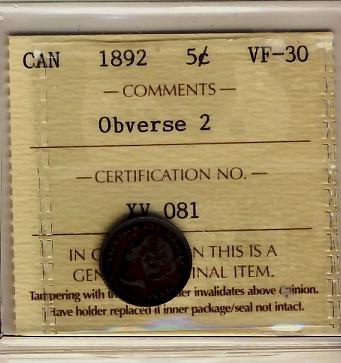 CAN 1892 5¢ VF-30
— COMMENTS —
Obverse 2
— CERTIFICATION NO. —
XV 081
IN THIS IS A
ITEM.
Tampering with invalidates above opinion.
Have holder replaced if inner package/seal not intact.